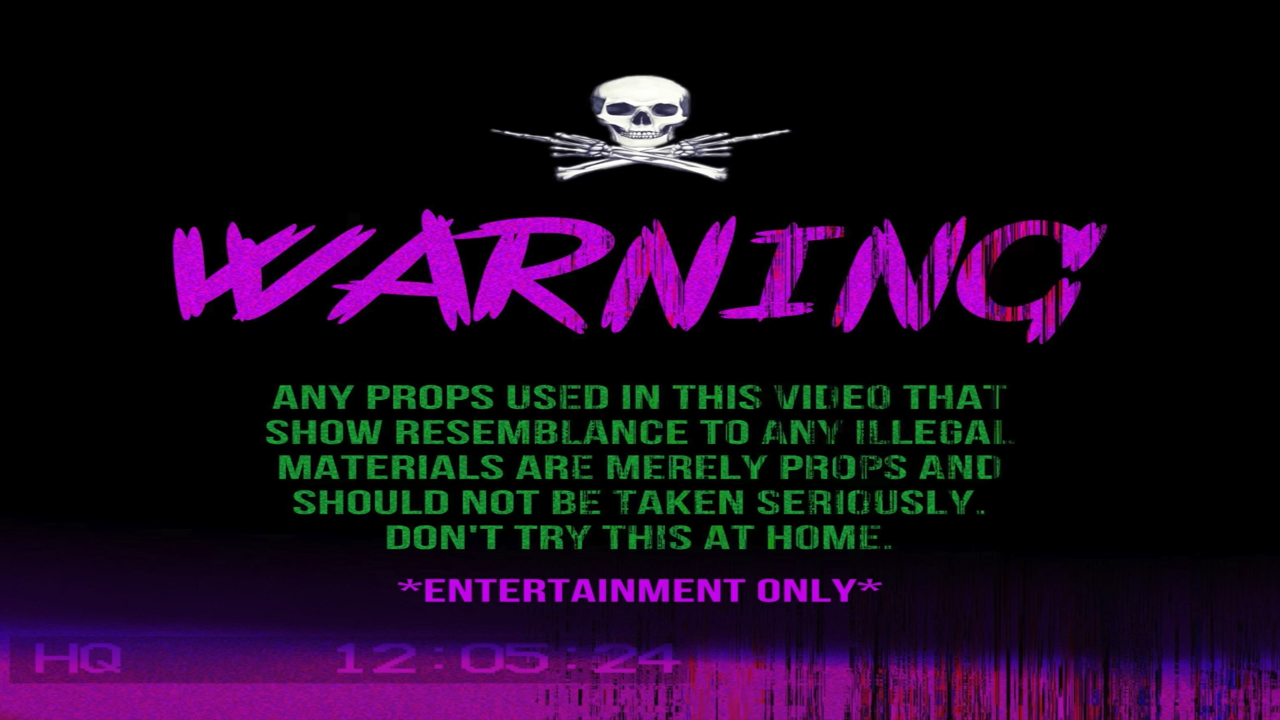 WARNING
ANY PROPS USED IN THIS VIDEO THAT
SHOW RESEMBLANCE TO ANY ILLEGAL
MATERIALS ARE MERELY PROPS AND
SHOULD NOT BE TAKEN SERIOUSLY.
DON'T TRY THIS AT HOME.
*ENTERTAINMENT ONLY*
HQ 12:05:24